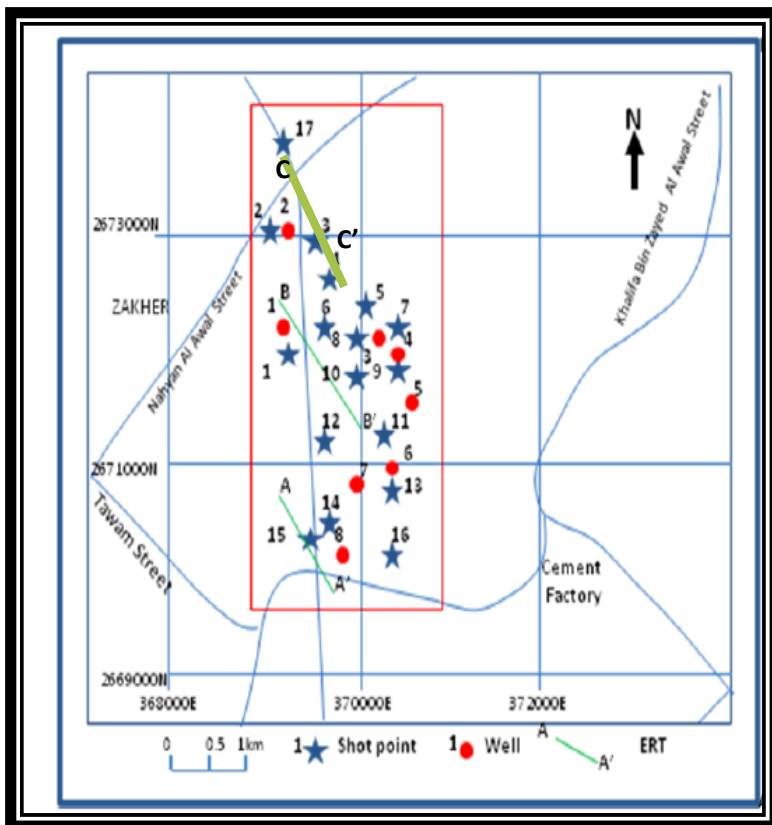 17
N
C
2
2
3
2673000N
C'
4
Khalifa Bin Zayed Al Awal Street
B
5
ZAKHER
1
6
7
Nahyan Al Awal Street
8
4
3
1
10
9
5
12
B'
11
6
2671000N
7
A
13
Tawam Street
14
15
8
16
A'
Cement
Factory
2669000N
368000E
370000E
372000E
0 0.5 1km
1 Shot point
1 Well
A
A'
ERT